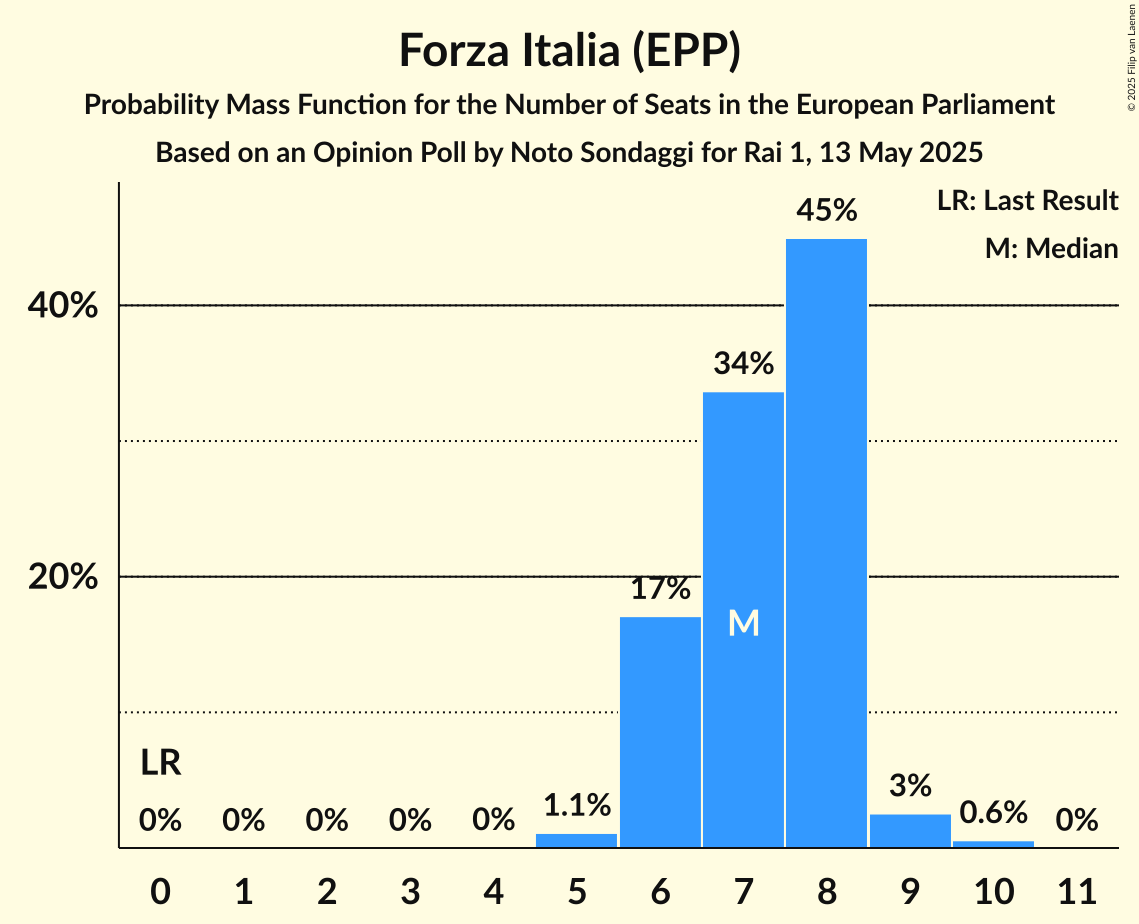 Forza Italia (EPP)
Probability Mass Function for the Number of Seats in the European Parliament
Based on an Opinion Poll by Noto Sondaggi for Rai 1, 13 May 2025
© 2025 Filip van Laenen
LR: Last Result
M: Median
45%
40%
34%
20%
17%
M
LR
0% 0% 0% 0% 0% 1.1% 3% 0.6% 0%
0 1 2 3 4 5 6 7 8 9 10 11